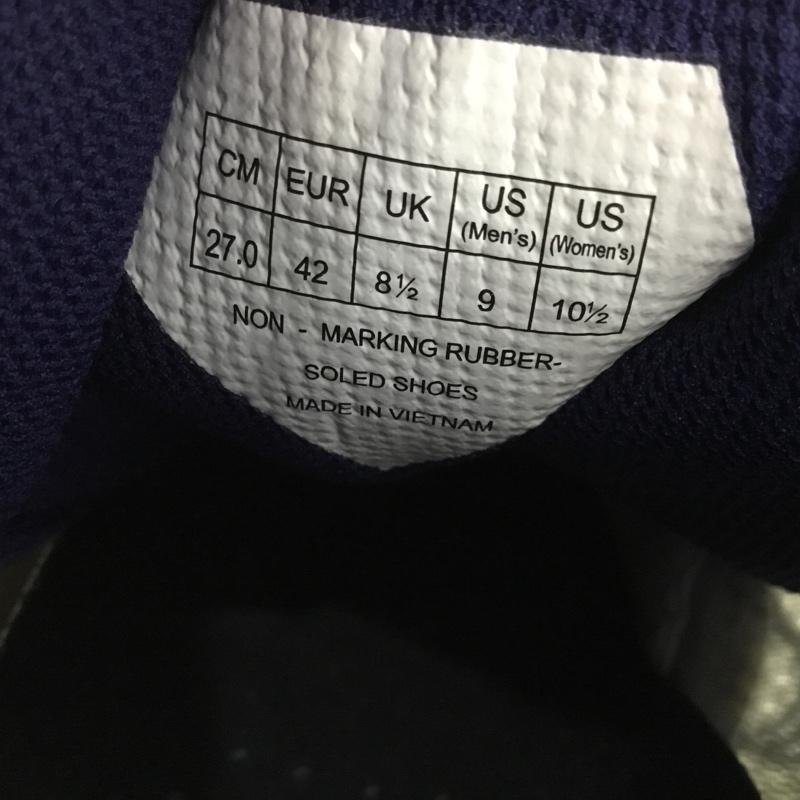 CM EUR UK US (Men's) US (Women's)
27.0 42 8½ 9 10½
NON - MARKING RUBBER-
SOLED SHOES
MADE IN VIETNAM